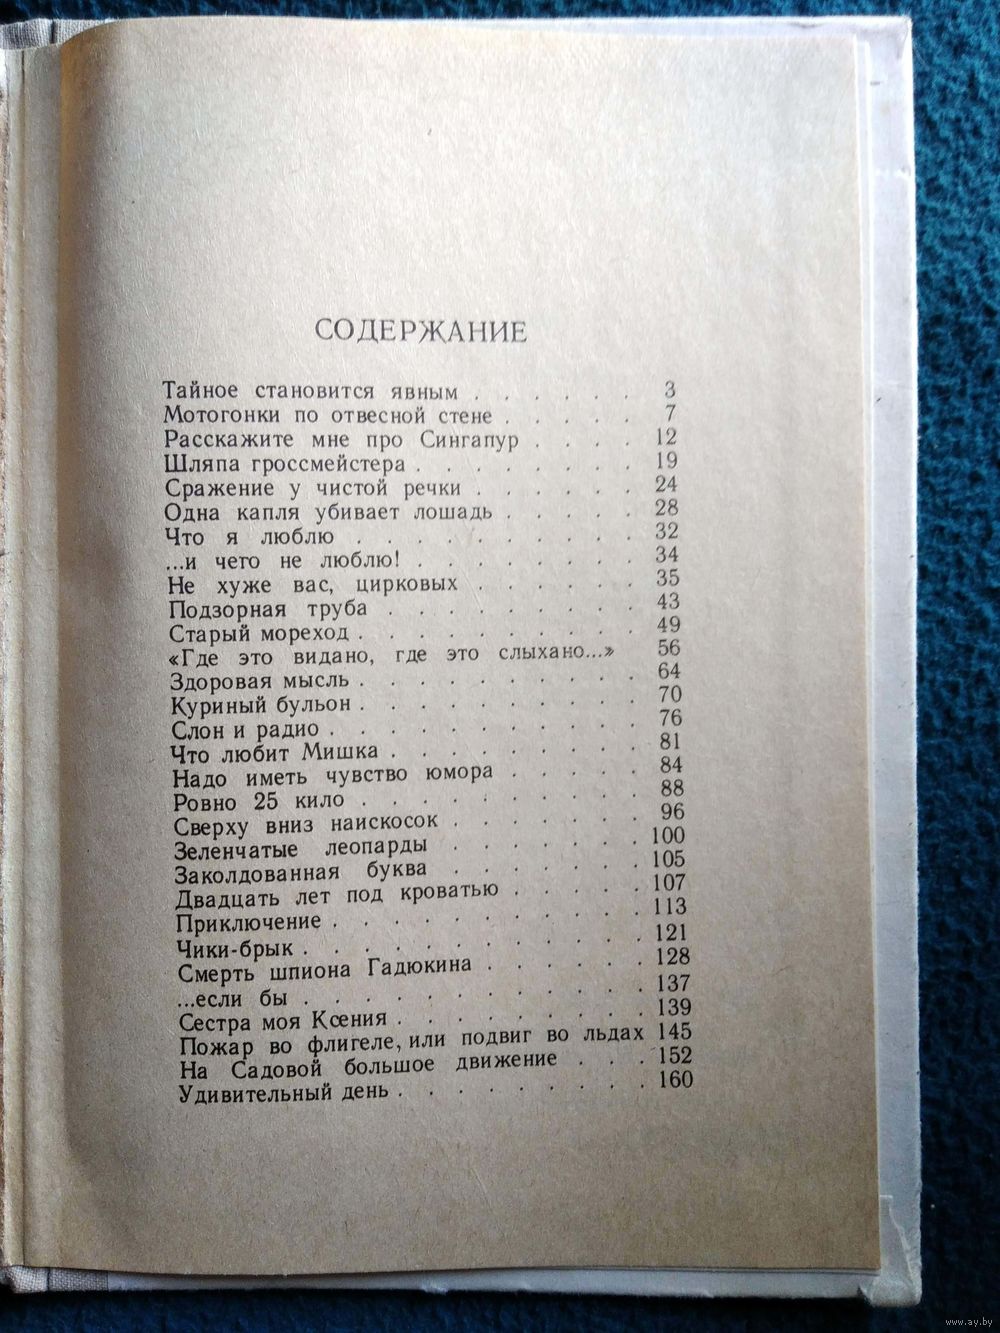 СОДЕРЖАНИЕ
Тайное становится явным . . . . . . 3
Мотогонки по отвесной стене . . . . . 7
Расскажите мне про Сингапур . . . . 12
Шляпа гроссмейстера . . . . . . . . 19
Сражение у чистой речки . . . . . . 24
Одна капля убивает лошадь . . . . . 28
Что я люблю . . . . . . . . . . 32
...и чего не люблю! . . . . . . . . 34
Не хуже вас, цирковых . . . . . . 35
Подзорная труба . . . . . . . . . 43
Старый мореход . . . . . . . . . . 49
«Где это видано, где это слыхано...» 56
Здоровая мысль . . . . . . . . . . 64
Куриный бульон . . . . . . . . . . 70
Слон и радио . . . . . . . . . . . 76
Что любит Мишка . . . . . . . . . 81
Надо иметь чувство юмора . . . . . 84
Ровно 25 кило . . . . . . . . . . 88
Сверху вниз наискосок . . . . . . . 96
Зеленчатые леопарды . . . . . . . 100
Заколдованная буква . . . . . . . 105
Двадцать лет под кроватью . . . . . 107
Приключение . . . . . . . . . . . 113
Чики-брык . . . . . . . . . . . . 121
Смерть шпиона Гадюкина . . . . . . 128
...если бы . . . . . . . . . . . . 137
Сестра моя Ксения . . . . . . . . . 139
Пожар во флигеле, или подвиг во льдах 145
На Садовой большое движение . . . 152
Удивительный день . . . . . . . . . 160
www.ay.by